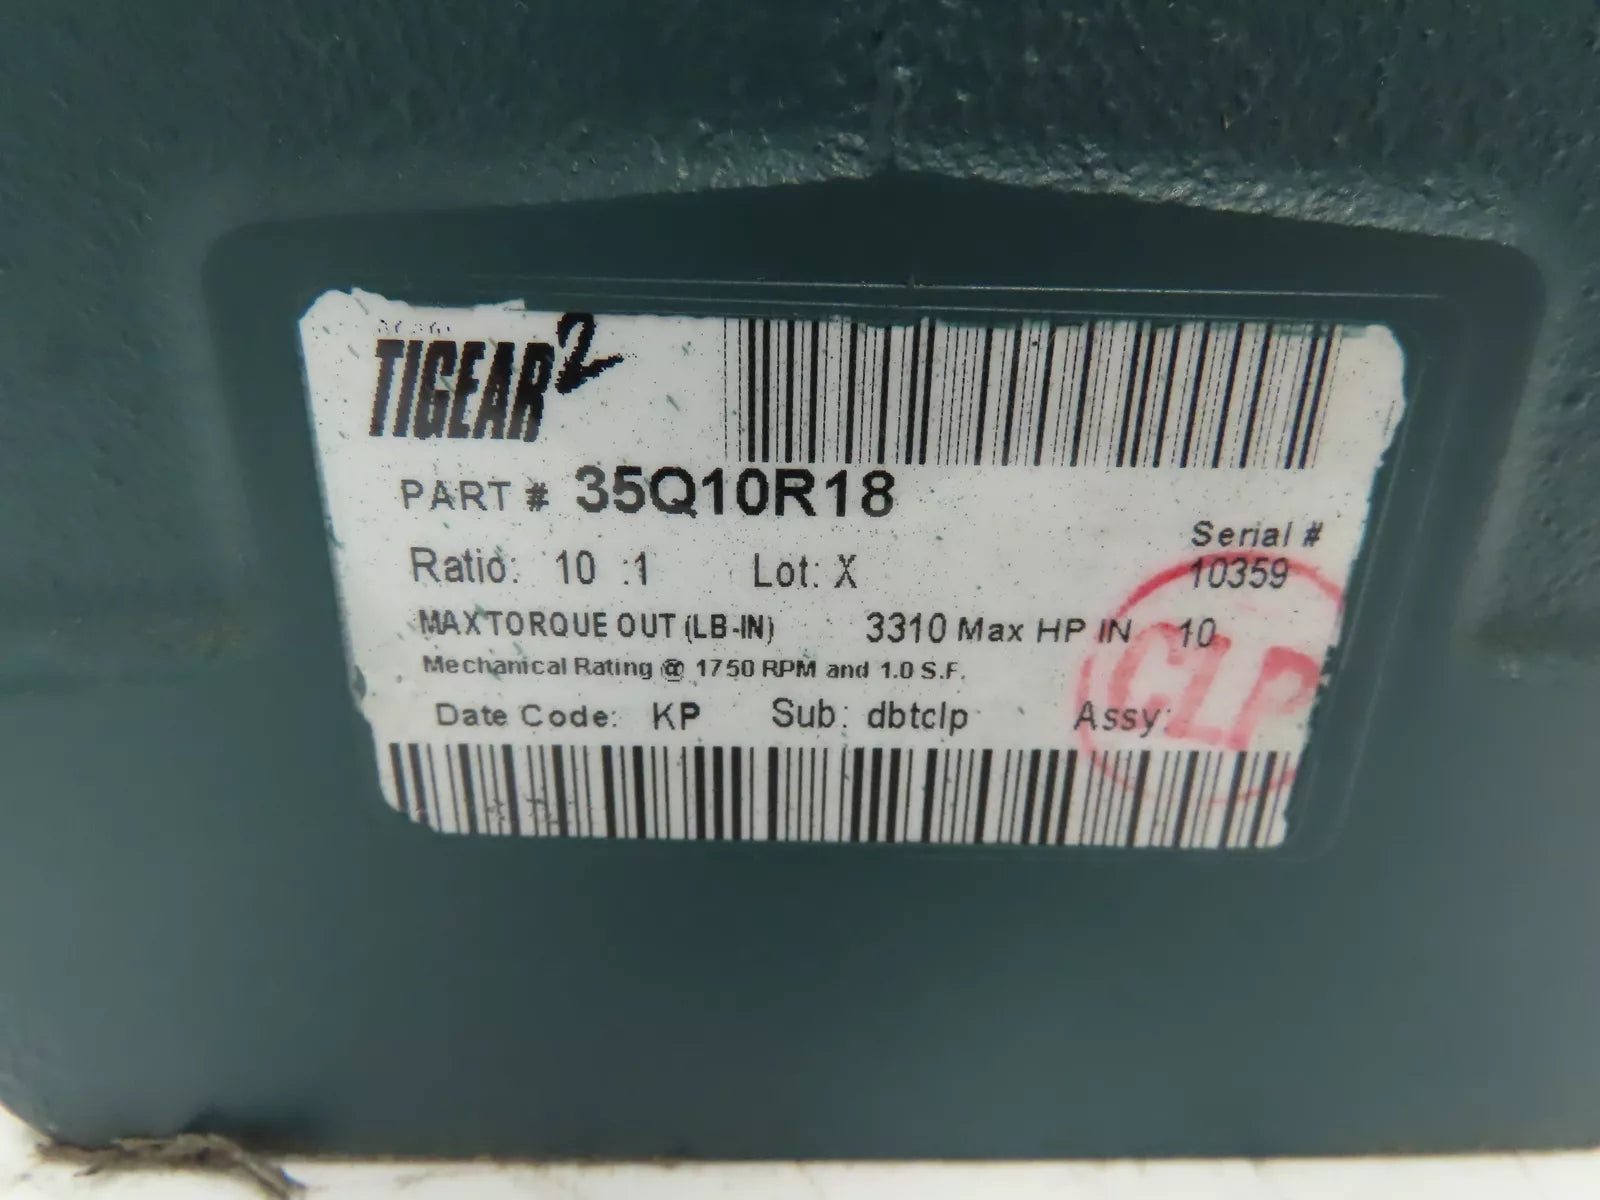 TIGEAR2
PART # 35Q10R18
Serial #
Ratio: 10 :1 Lot: X 10359
MAX TORQUE OUT (LB-IN) 3310 Max HP IN 10
Mechanical Rating @ 1750 RPM and 1.0 S.F.
Date Code: KP Sub: dbtclp Assy:
CLP